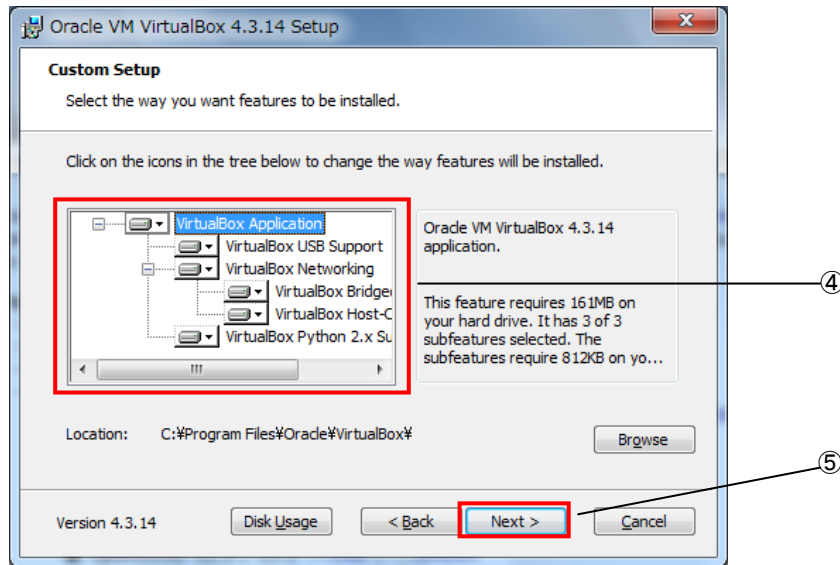 Oracle VM VirtualBox 4.3.14 Setup
Custom Setup
Select the way you want features to be installed.
Click on the icons in the tree below to change the way features will be installed.
VirtualBox Application
VirtualBox USB Support
VirtualBox Networking
VirtualBox Bridge
VirtualBox Host-C
VirtualBox Python 2.x Su
Oracle VM VirtualBox 4.3.14
application.
This feature requires 161MB on
your hard drive. It has 3 of 3
subfeatures selected. The
subfeatures require 812KB on yo...
④
Location: C:¥Program Files¥Oracle¥VirtualBox¥
Browse
⑤
Version 4.3.14 Disk Usage < Back Next > Cancel